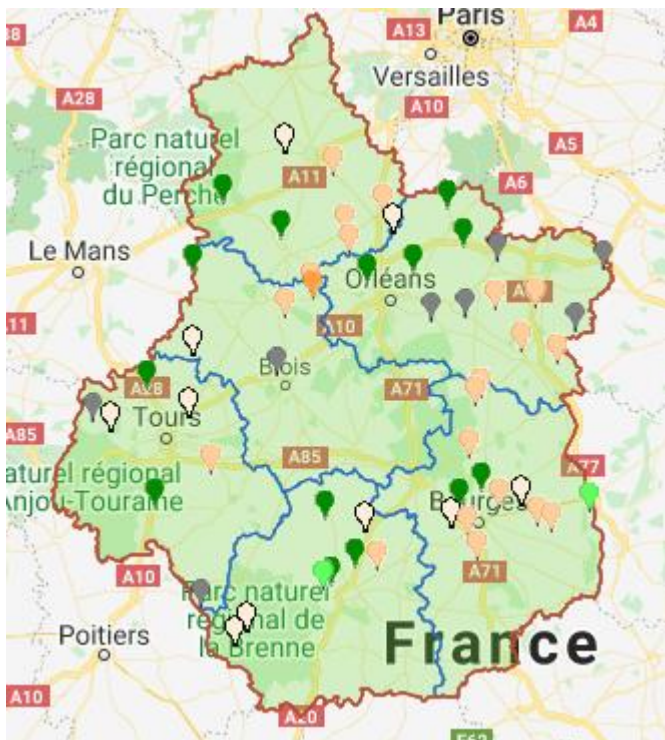 Paris
A13
A4
Versailles
A28
A10
Parc naturel
régional
du Perche
A5
A11
A6
Le Mans
Orléans
A11
A10
Blois
A28
A71
Tours
A85
A85
A77
naturel régional
Anjou-Touraine
Bourges
A10
A71
Parc naturel
régional de
la Brenne
Poitiers
France
A10
A20